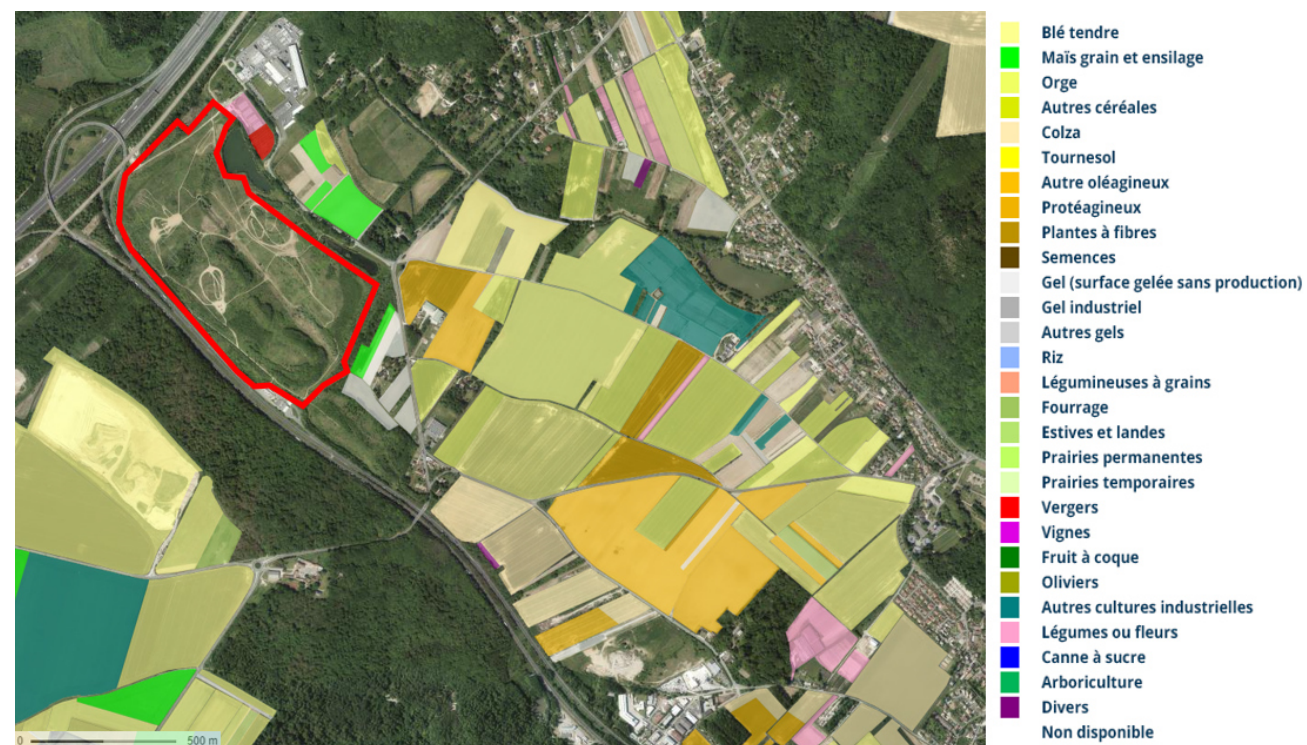 Blé tendre
Maïs grain et ensilage
Orge
Autres céréales
Colza
Tournesol
Autre oléagineux
Protéagineux
Plantes à fibres
Semences
Gel (surface gelée sans production)
Gel industriel
Autres gels
Riz
Légumineuses à grains
Fourrage
Estives et landes
Prairies permanentes
Prairies temporaires
Vergers
Vignes
Fruit à coque
Oliviers
Autres cultures industrielles
Légumes ou fleurs
Canne à sucre
Arboriculture
Divers
Non disponible
0 500 m